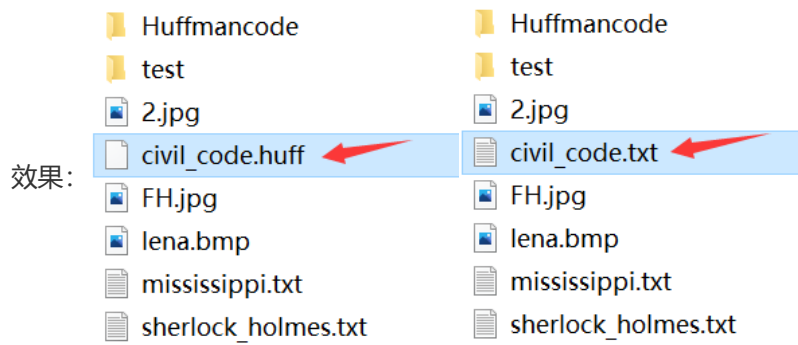 效果：
Huffmancode
test
2.jpg
civil_code.huff
FH.jpg
lena.bmp
mississippi.txt
sherlock_holmes.txt
Huffmancode
test
2.jpg
civil_code.txt
FH.jpg
lena.bmp
mississippi.txt
sherlock_holmes.txt